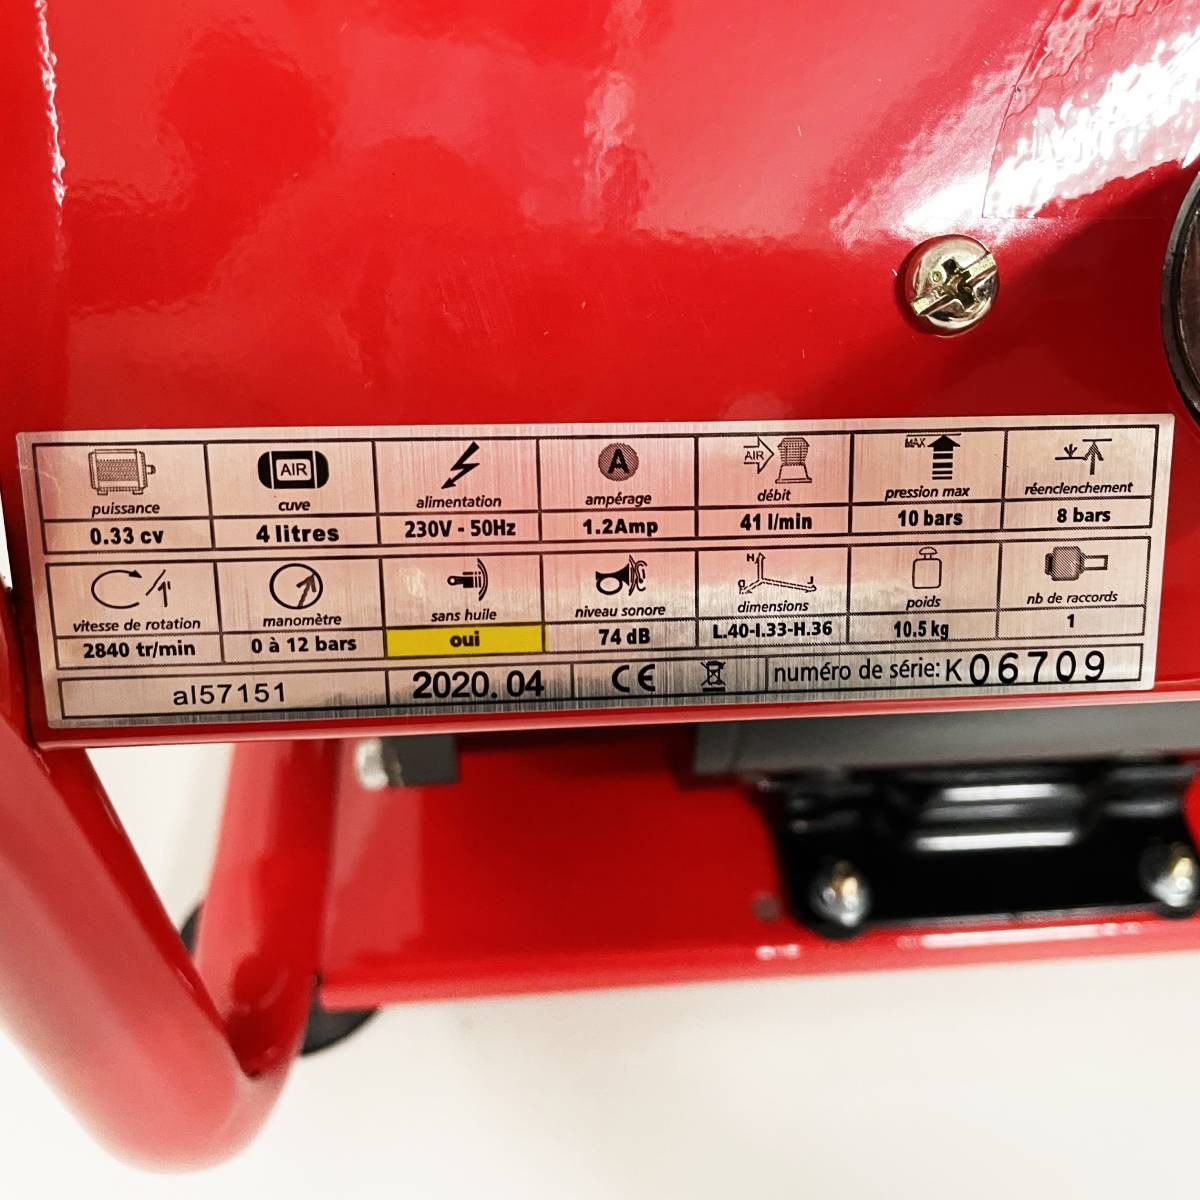 AIR
A
AIR
MAX
puissance
cuve
alimentation
ampérage
débit
pression max
réenclenchement
0.33 cv
4 litres
230V - 50Hz
1.2Amp
41 l/min
10 bars
8 bars
H
vitesse de rotation
manomètre
sans huile
niveau sonore
dimensions
poids
nb de raccords
2840 tr/min
0 à 12 bars
oui
74 dB
L.40-l.33-H.36
10.5 kg
1
al57151
2020.04
CE
numéro de série: K06709